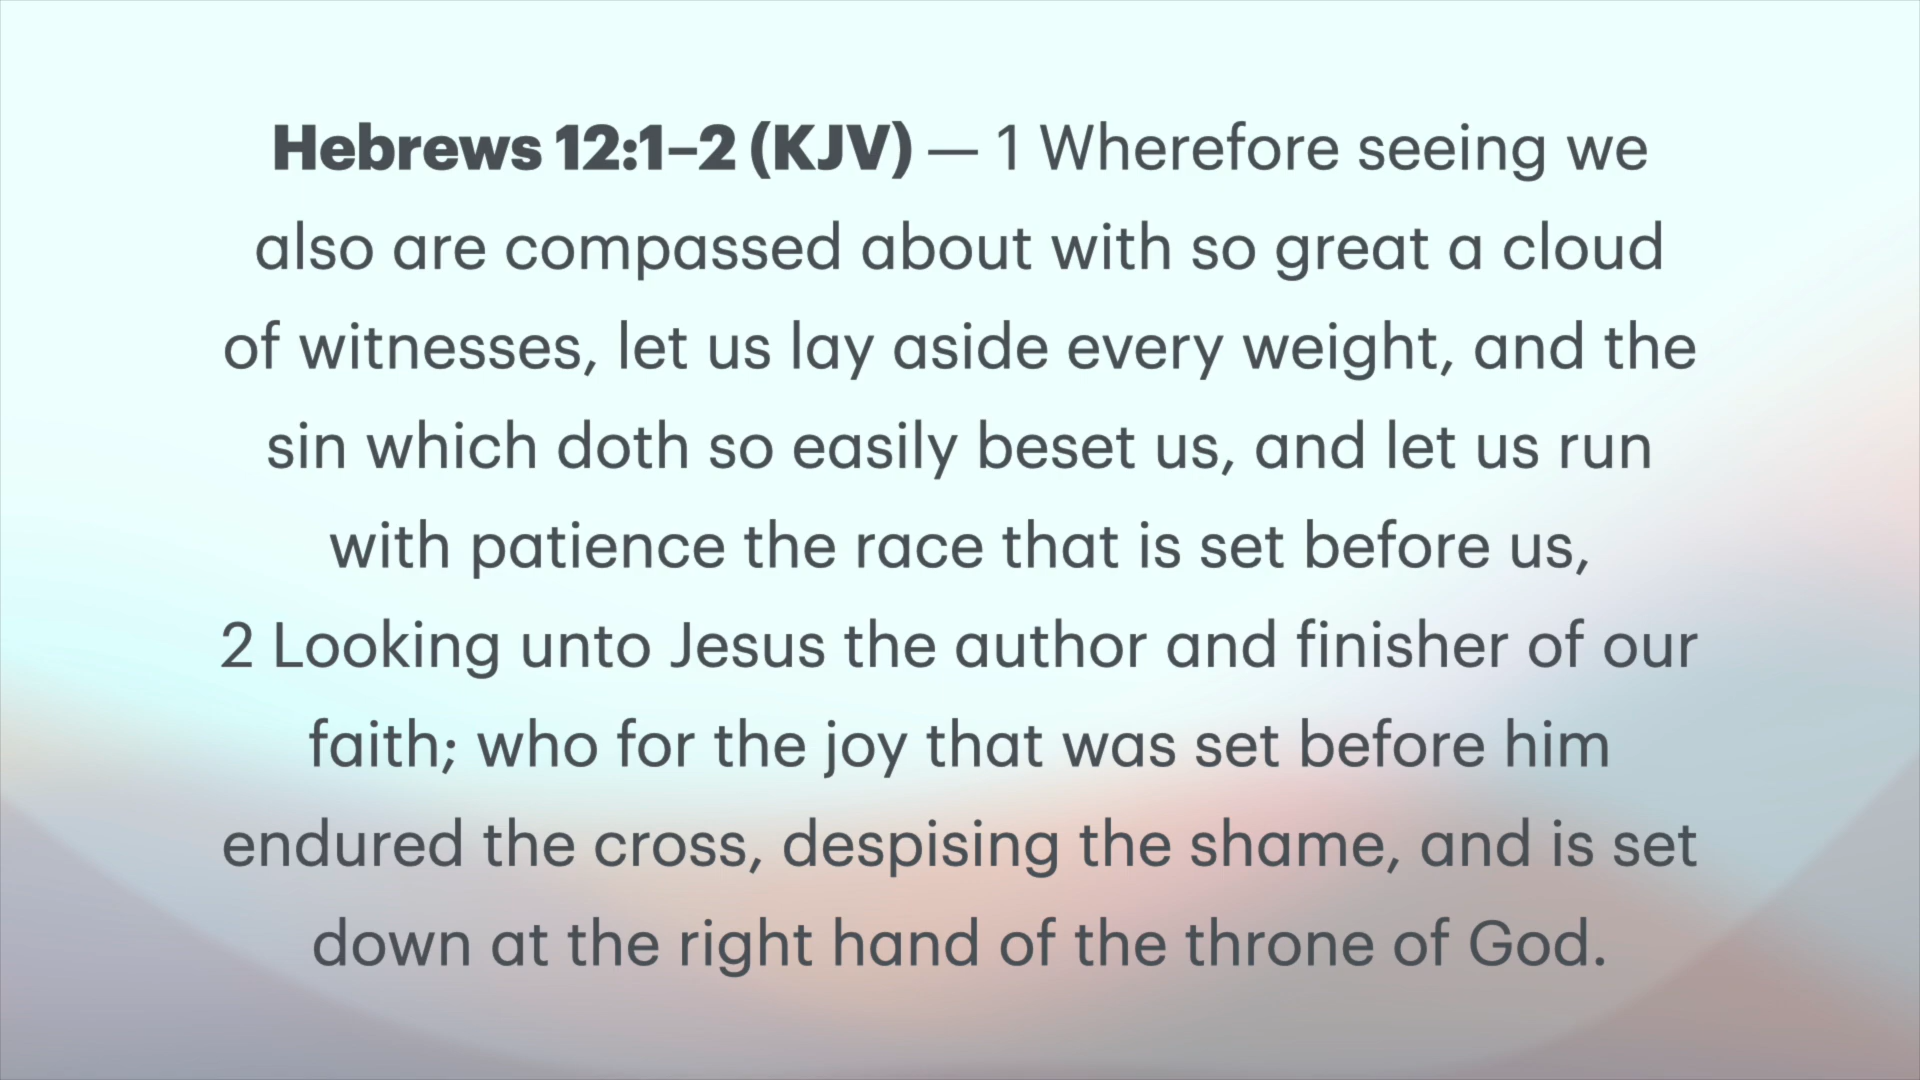 Hebrews 12:1–2 (KJV) — 1 Wherefore seeing we
also are compassed about with so great a cloud
of witnesses, let us lay aside every weight, and the
sin which doth so easily beset us, and let us run
with patience the race that is set before us,
2 Looking unto Jesus the author and finisher of our
faith; who for the joy that was set before him
endured the cross, despising the shame, and is set
down at the right hand of the throne of God.